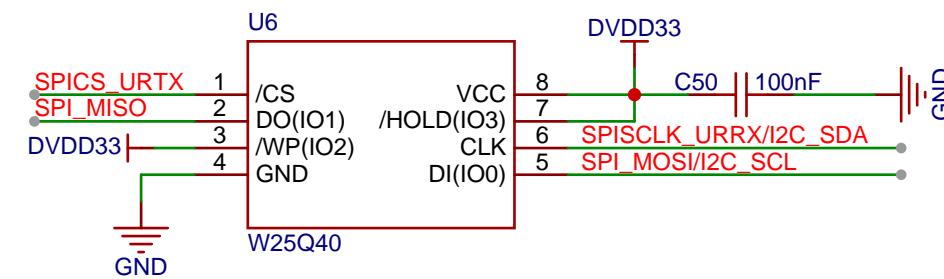 U6
DVDD33
SPICS_URTX 1 /CS VCC 8 C50 100nF GND
SPI_MISO 2 DO(IO1) /HOLD(IO3) 7
DVDD33 3 /WP(IO2) CLK 6 SPISCLK_URRX/I2C_SDA
4 GND DI(IO0) 5 SPI_MOSI/I2C_SCL
W25Q40
GND